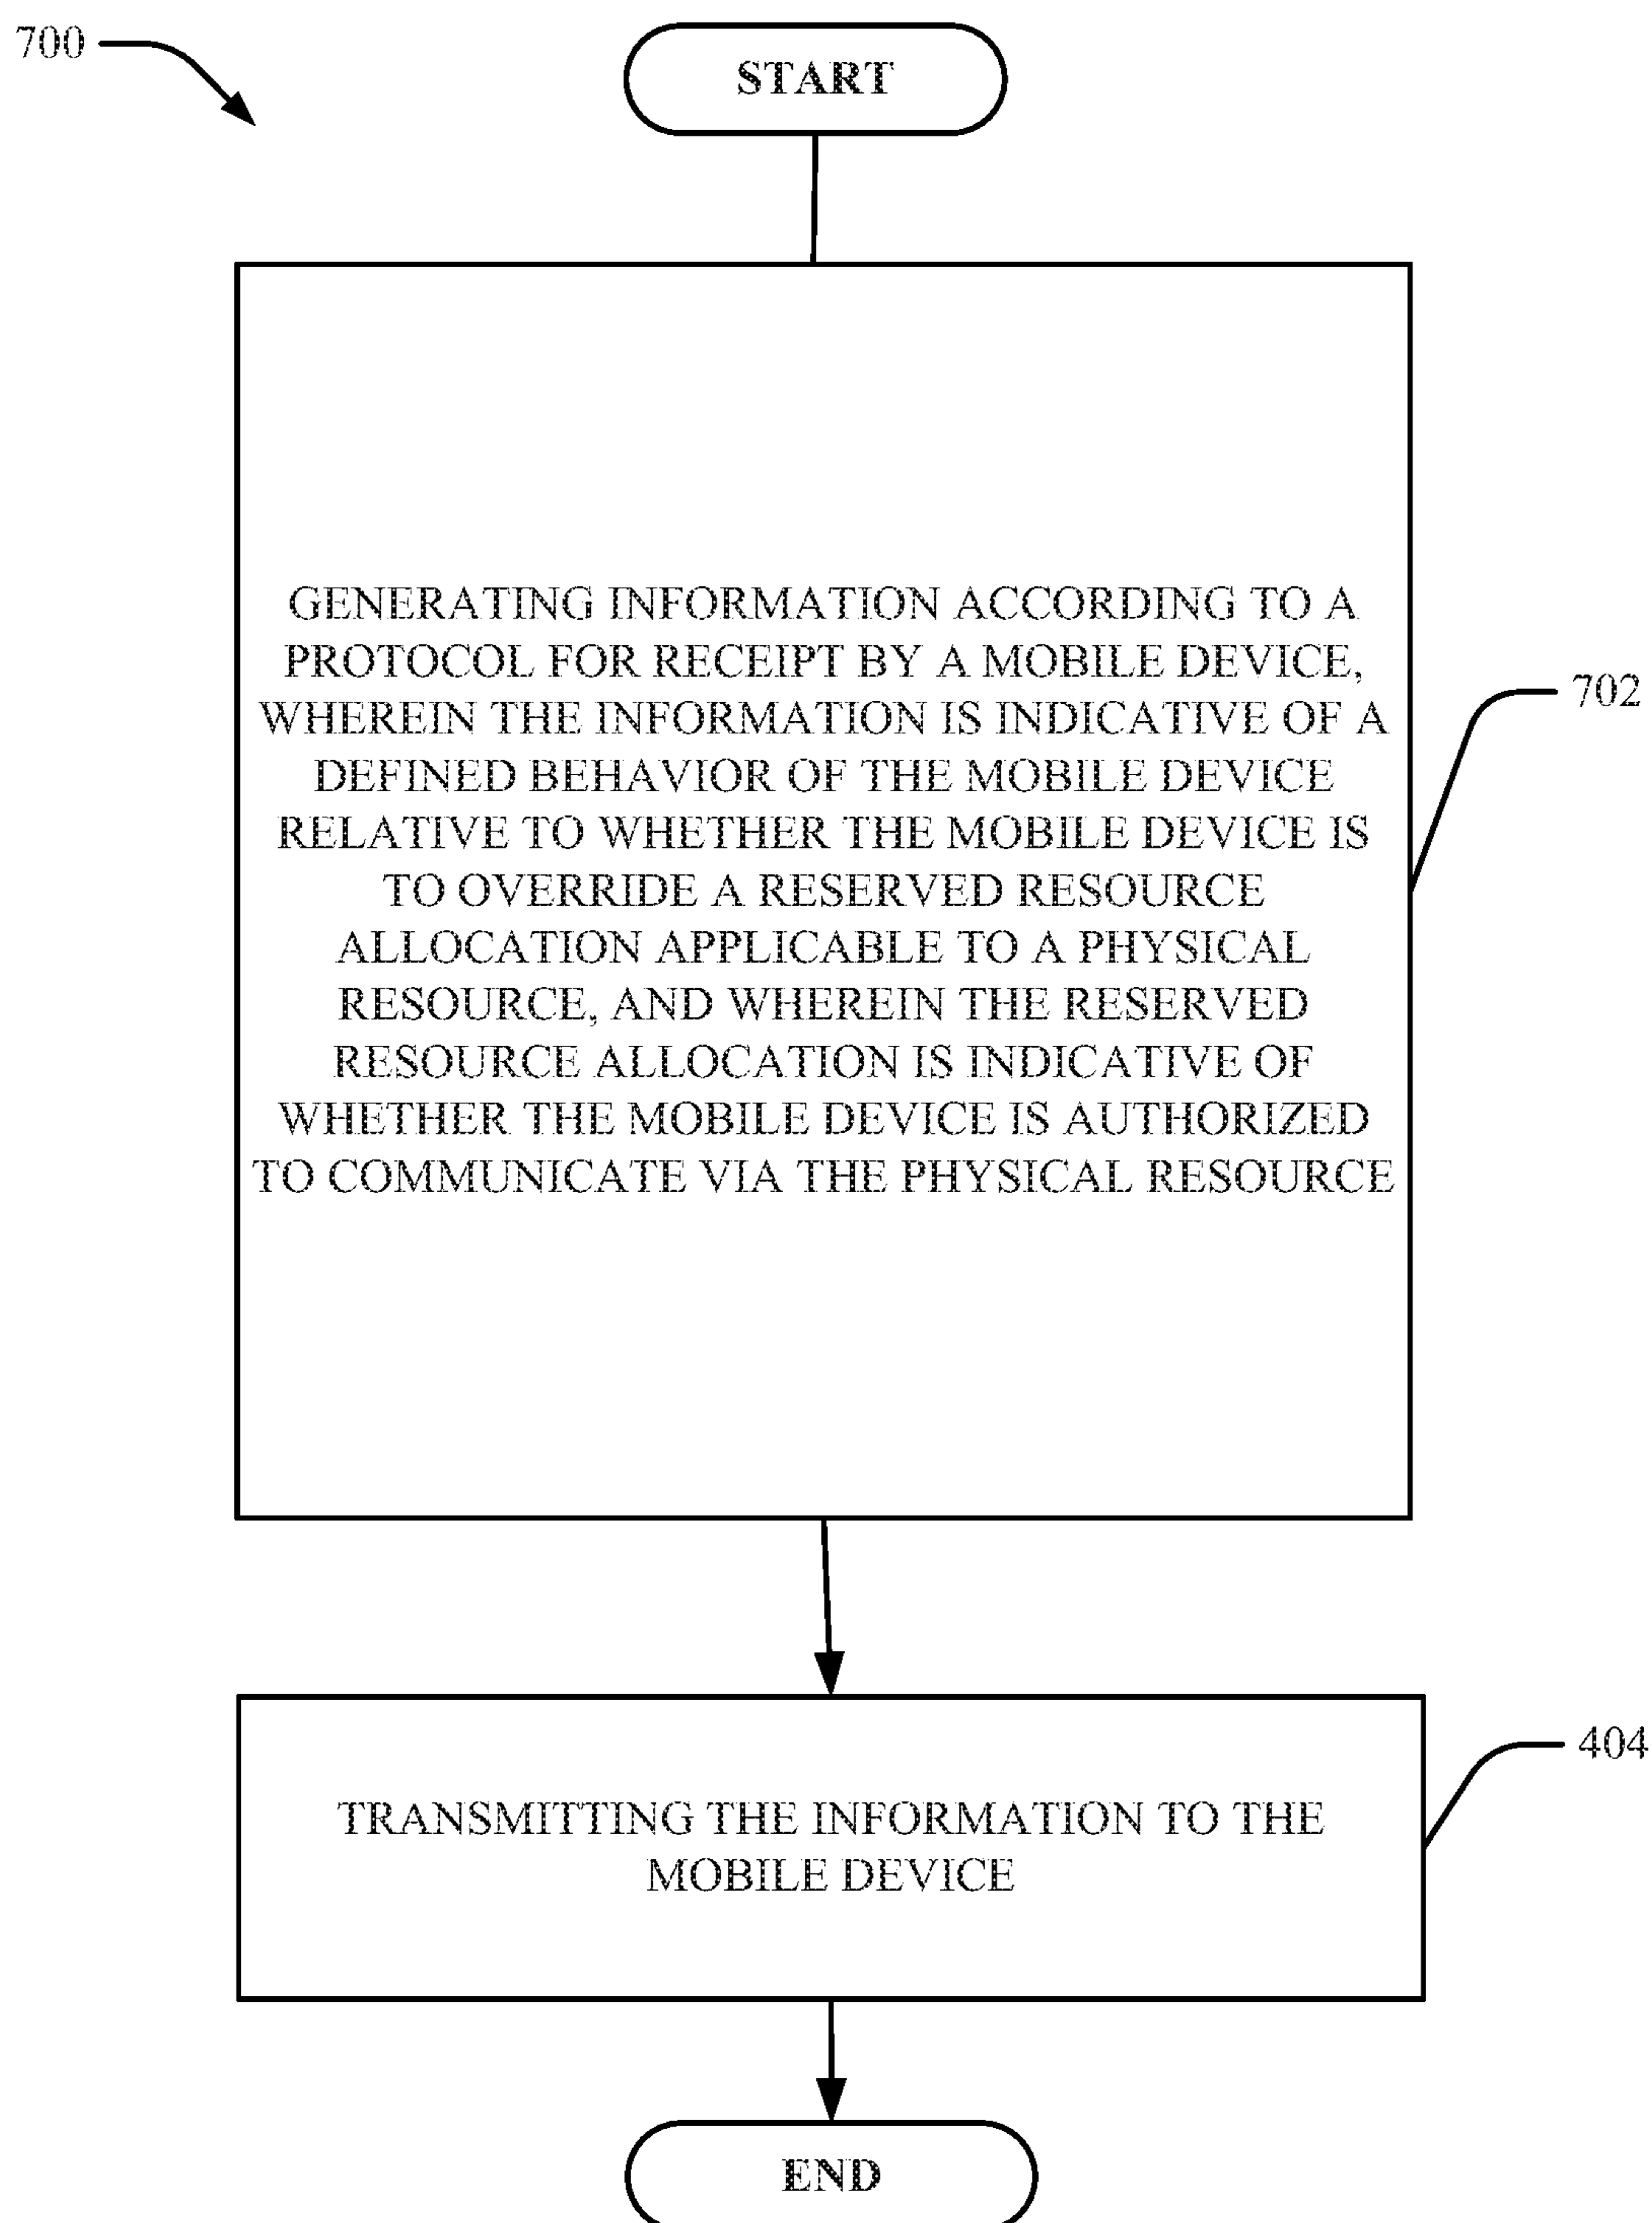 700
START
GENERATING INFORMATION ACCORDING TO A
PROTOCOL FOR RECEIPT BY A MOBILE DEVICE,
WHEREIN THE INFORMATION IS INDICATIVE OF A
DEFINED BEHAVIOR OF THE MOBILE DEVICE
RELATIVE TO WHETHER THE MOBILE DEVICE IS
TO OVERRIDE A RESERVED RESOURCE
ALLOCATION APPLICABLE TO A PHYSICAL
RESOURCE, AND WHEREIN THE RESERVED
RESOURCE ALLOCATION IS INDICATIVE OF
WHETHER THE MOBILE DEVICE IS AUTHORIZED
TO COMMUNICATE VIA THE PHYSICAL RESOURCE
702
TRANSMITTING THE INFORMATION TO THE
MOBILE DEVICE
404
END